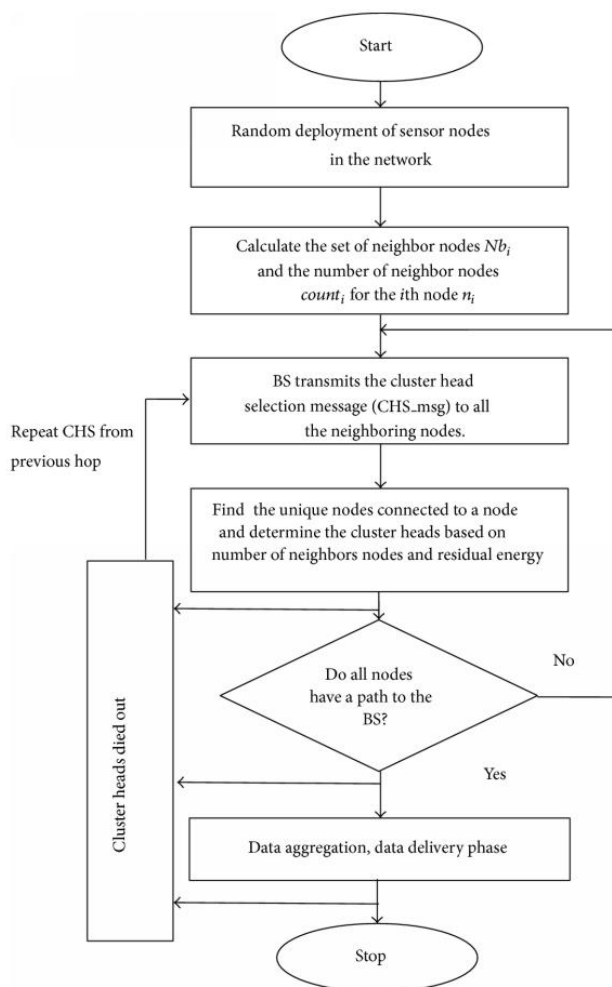 Start
Random deployment of sensor nodes
in the network
Calculate the set of neighbor nodes Nbᵢ
and the number of neighbor nodes
countᵢ for the ith node nᵢ
BS transmits the cluster head
selection message (CHS_msg) to all
the neighboring nodes.
Repeat CHS from
previous hop
Find the unique nodes connected to a node
and determine the cluster heads based on
number of neighbors nodes and residual energy
Do all nodes
have a path to the
BS?
No
Yes
Cluster heads died out
Data aggregation, data delivery phase
Stop